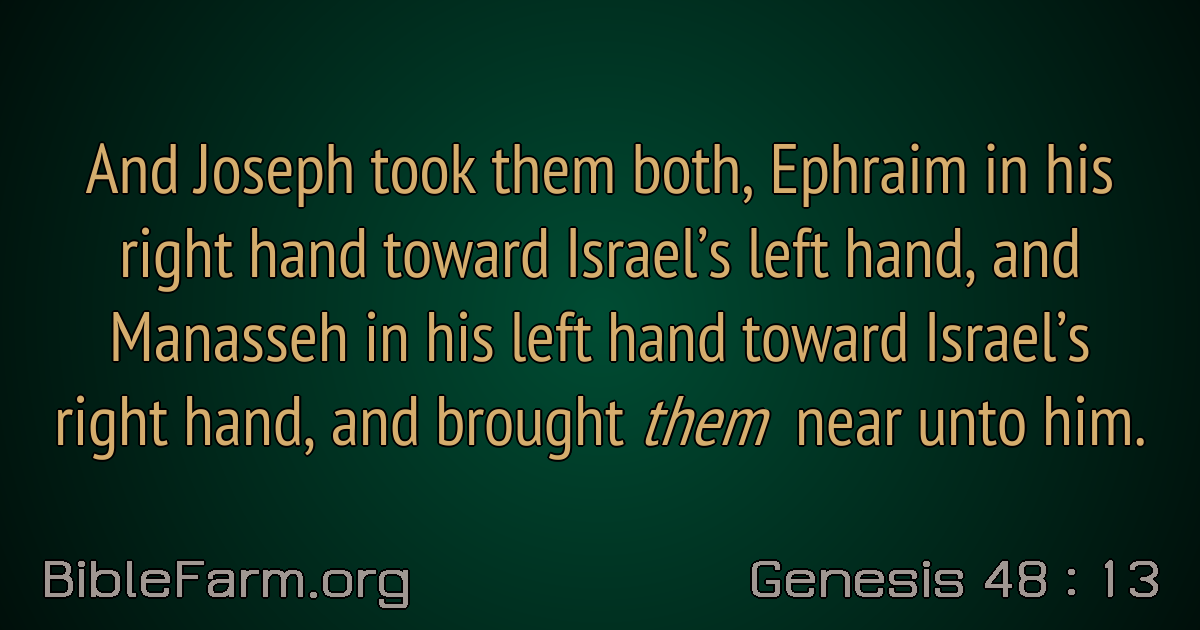 And Joseph took them both, Ephraim in his
right hand toward Israel’s left hand, and
Manasseh in his left hand toward Israel’s
right hand, and brought them near unto him.
BibleFarm.org
Genesis 48 : 13